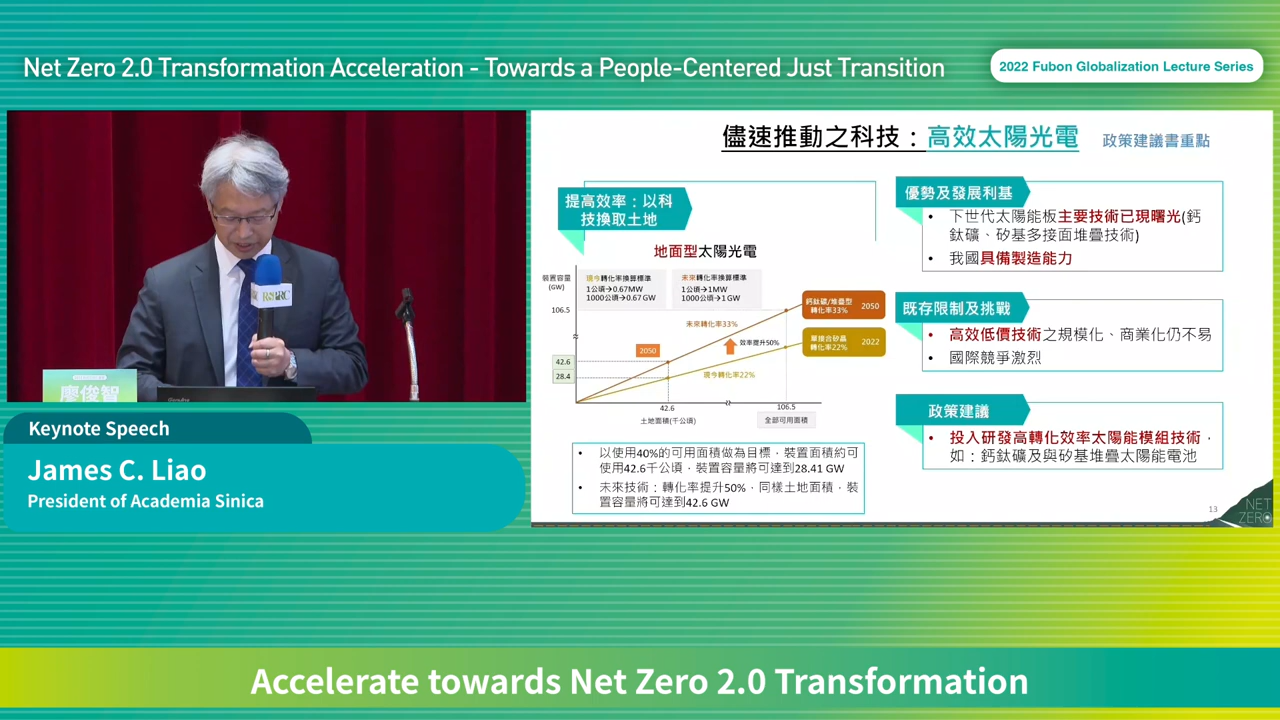 Net Zero 2.0 Transformation Acceleration - Towards a People-Centered Just Transition
2022 Fubon Globalization Lecture Series
RSPRC
廖俊智
Keynote Speech
James C. Liao
President of Academia Sinica
儘速推動之科技：高效太陽光電
政策建議書重點
提高效率：以科
技換取土地
地面型太陽光電
裝置容量
(GW)
現今轉化率換算標準
1公頃→0.67MW
1000公頃→0.67 GW
未來轉化率換算標準
1公頃→1MW
1000公頃→1 GW
106.5
42.6
28.4
未來轉化率33%
2050
效率提升50%
現今轉化率22%
鈣鈦礦/堆疊型
轉化率33%
2050
單接合矽晶
轉化率22%
2022
42.6
106.5
土地面積(千公頃)
全部可用面積
• 以使用40%的可用面積做為目標，裝置面積約可
使用42.6千公頃，裝置容量將可達到28.41 GW
• 未來技術：轉化率提升50%，同樣土地面積，裝
置容量將可達到42.6 GW
優勢及發展利基
• 下世代太陽能板主要技術已現曙光(鈣
鈦礦、矽基多接面堆疊技術)
• 我國具備製造能力
既存限制及挑戰
• 高效低價技術之規模化、商業化仍不易
• 國際競爭激烈
政策建議
• 投入研發高轉化效率太陽能模組技術，
如：鈣鈦礦及與矽基堆疊太陽能電池
13
NET
ZERO
Accelerate towards Net Zero 2.0 Transformation